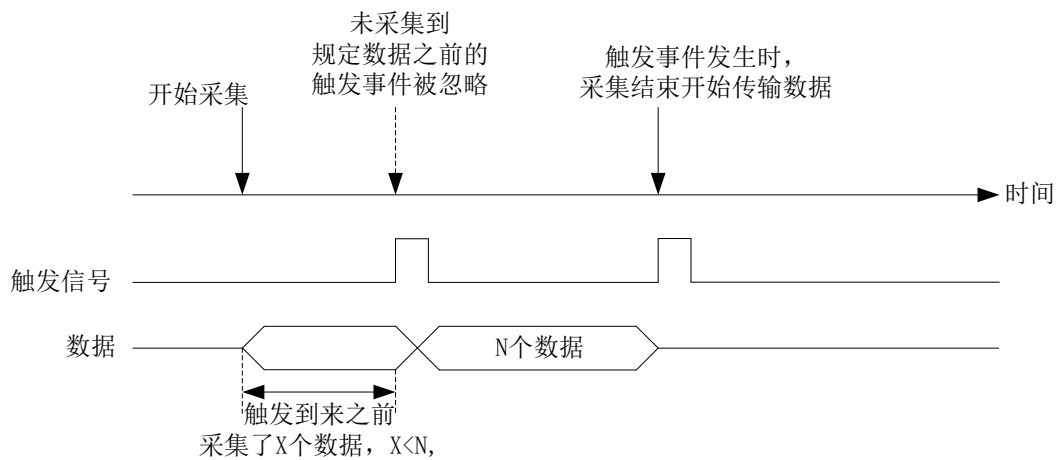 未采集到
规定数据之前的
触发事件被忽略
触发事件发生时，
采集结束开始传输数据
开始采集
时间
触发信号
数据
N个数据
触发到来之前
采集了X个数据，X<N,